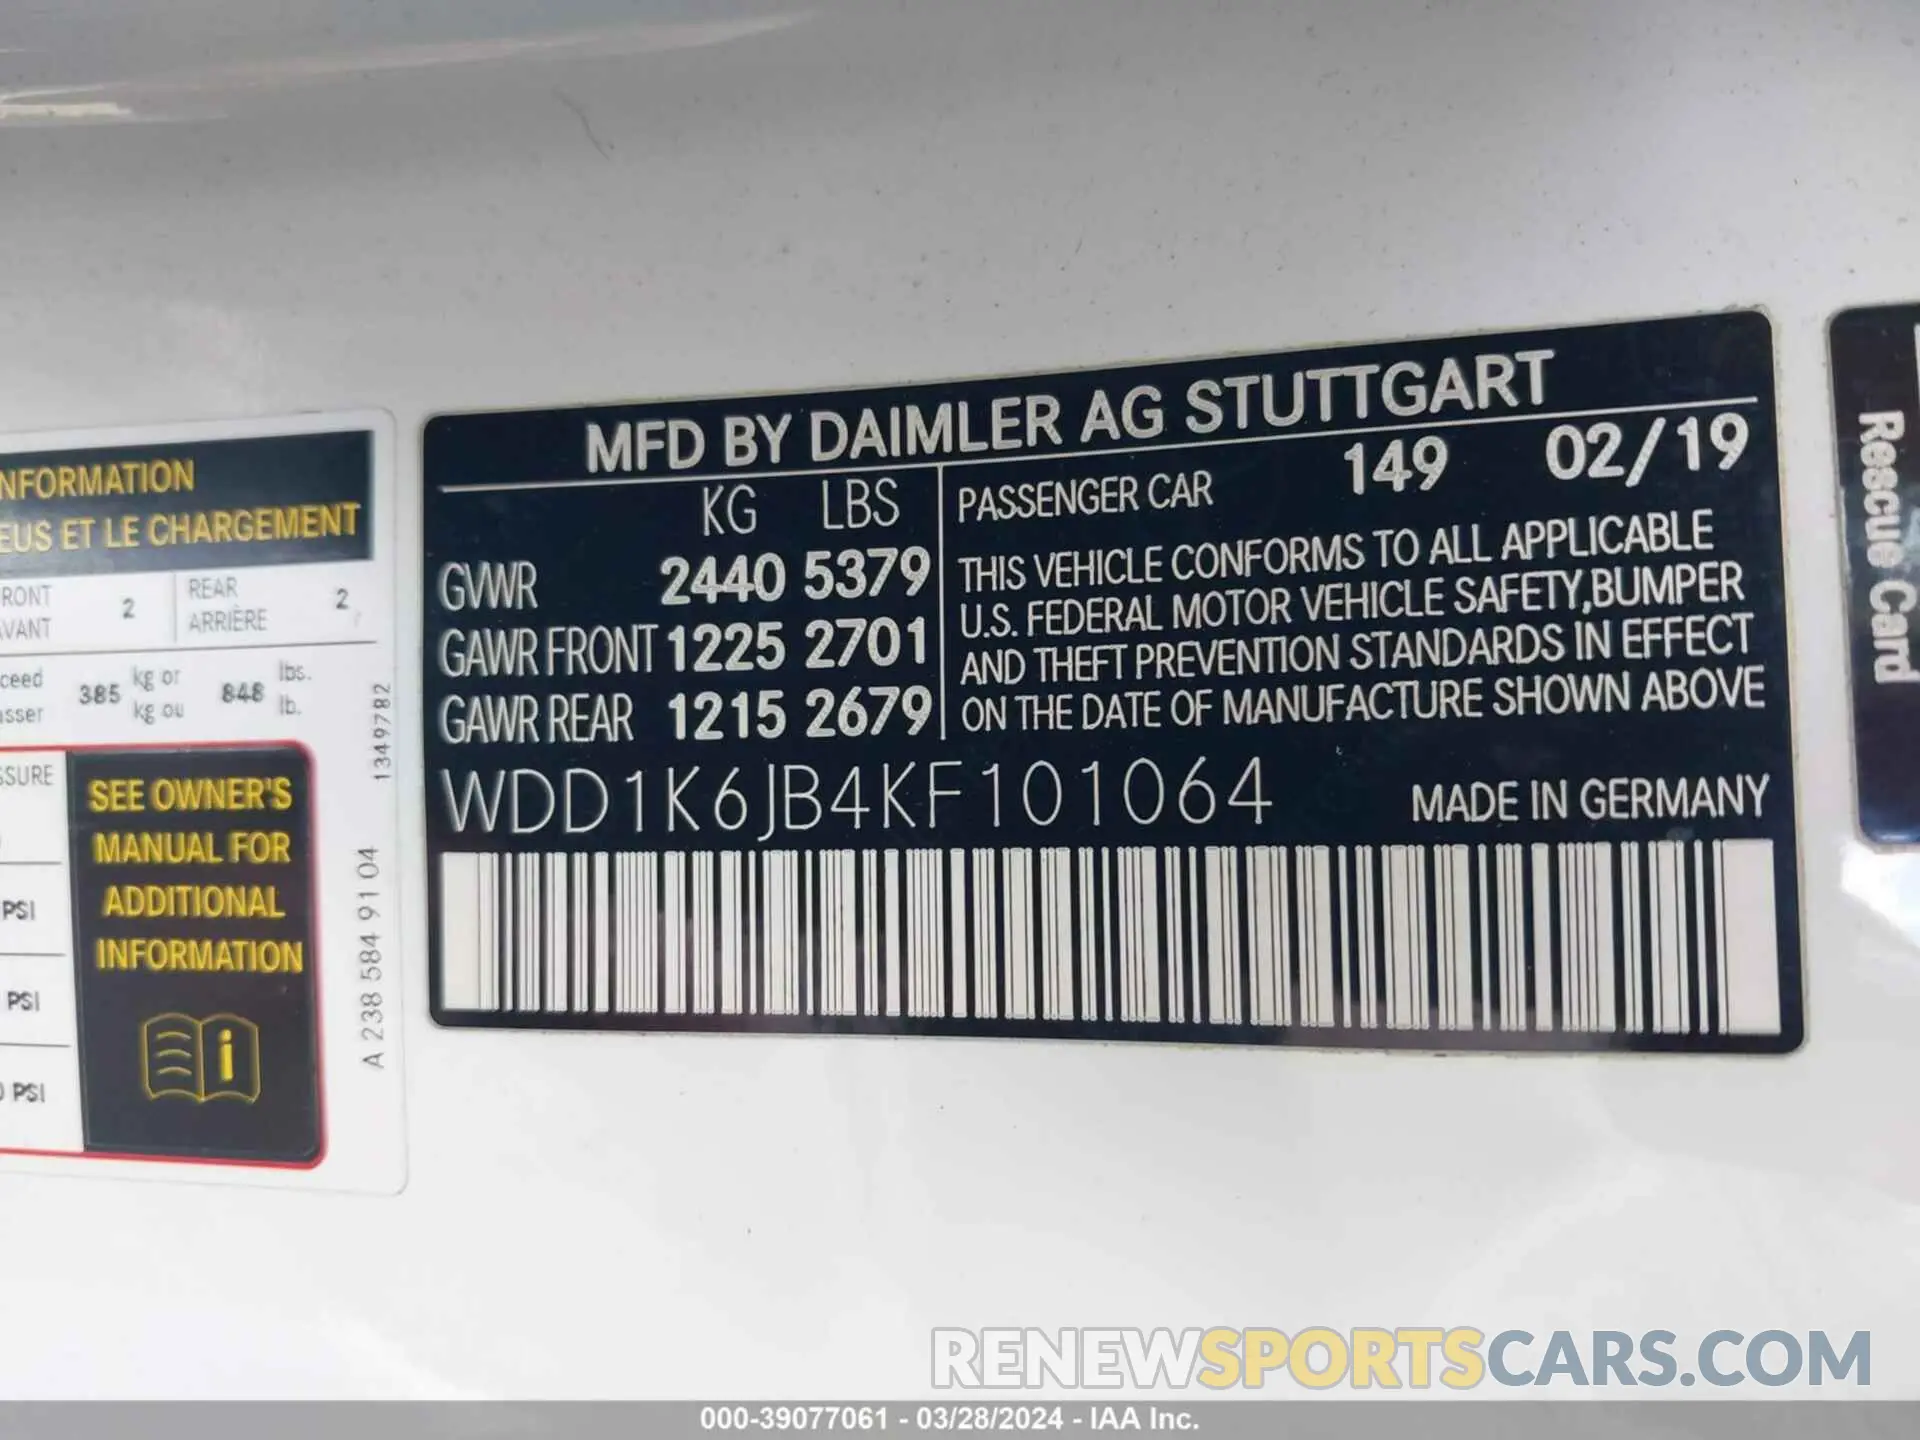 NFORMATION
EUS ET LE CHARGEMENT
RONT 2 REAR 2
VANT ARRIÈRE
ceed 385 kg or 848 lbs.
asser kg ou lb.
SSURE
PSI
PSI
PSI
SEE OWNER'S
MANUAL FOR
ADDITIONAL
INFORMATION
i
A 238 584 91 04 1349782
MFD BY DAIMLER AG STUTTGART
KG LBS
GVWR 2440 5379
GAWR FRONT 1225 2701
GAWR REAR 1215 2679
PASSENGER CAR 149 02/19
THIS VEHICLE CONFORMS TO ALL APPLICABLE
U.S. FEDERAL MOTOR VEHICLE SAFETY,BUMPER
AND THEFT PREVENTION STANDARDS IN EFFECT
ON THE DATE OF MANUFACTURE SHOWN ABOVE
WDD1K6JB4KF101064 MADE IN GERMANY
Rescue Card
RENEWSPORTSCARS.COM
000-39077061 - 03/28/2024 - IAA Inc.